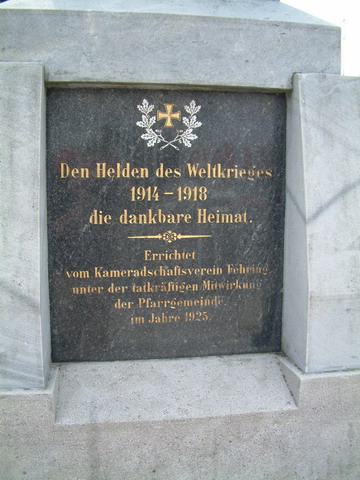 Den Helden des Weltkrieges
1914 – 1918
die dankbare Heimat.
Errichtet
vom Kameradschaftsverein Fehring
unter der tatkräftigen Mitwirkung
der Pfarrgemeinde
im Jahre 1925.